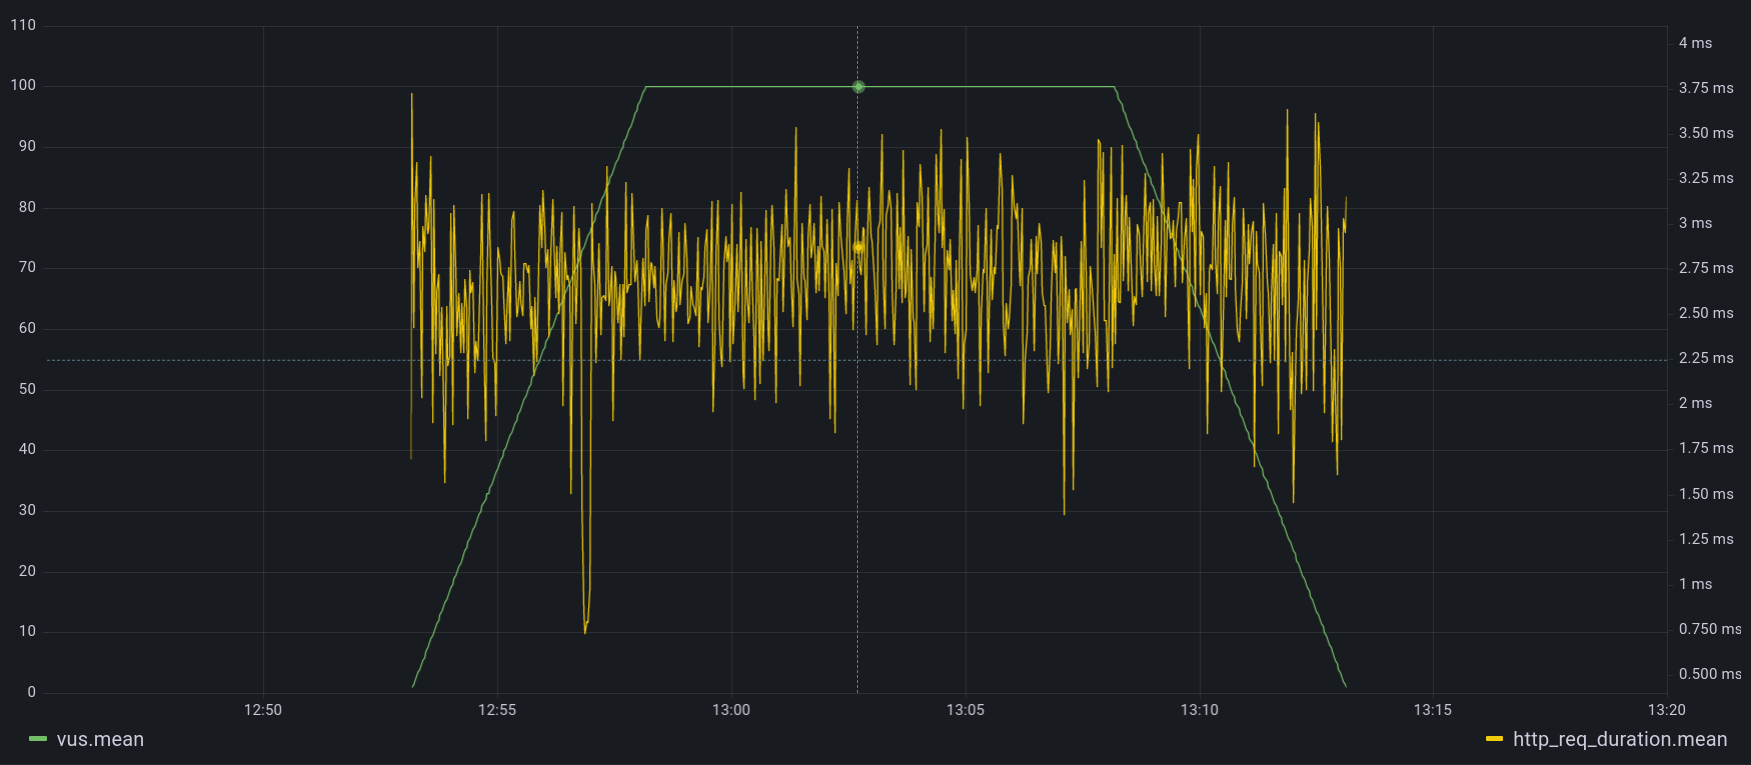 110
100
90
80
70
60
50
40
30
20
10
0
4 ms
3.75 ms
3.50 ms
3.25 ms
3 ms
2.75 ms
2.50 ms
2.25 ms
2 ms
1.75 ms
1.50 ms
1.25 ms
1 ms
0.750 ms
0.500 ms
12:50 12:55 13:00 13:05 13:10 13:15 13:20
vus.mean http_req_duration.mean